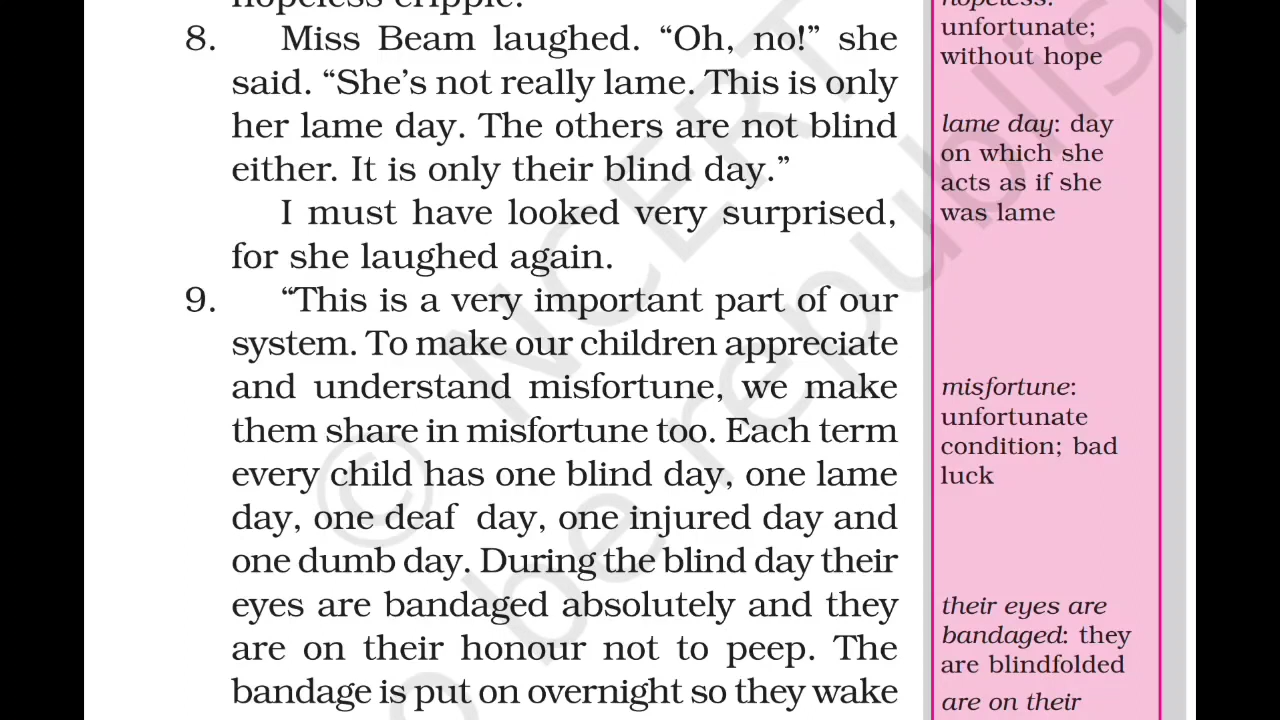 hopeless cripple.
8. Miss Beam laughed. “Oh, no!” she
said. “She’s not really lame. This is only
her lame day. The others are not blind
either. It is only their blind day.”
I must have looked very surprised,
for she laughed again.
9. “This is a very important part of our
system. To make our children appreciate
and understand misfortune, we make
them share in misfortune too. Each term
every child has one blind day, one lame
day, one deaf day, one injured day and
one dumb day. During the blind day their
eyes are bandaged absolutely and they
are on their honour not to peep. The
bandage is put on overnight so they wake
hopeless:
unfortunate;
without hope
lame day: day
on which she
acts as if she
was lame
misfortune:
unfortunate
condition; bad
luck
their eyes are
bandaged: they
are blindfolded
are on their
© NCERT
be republis